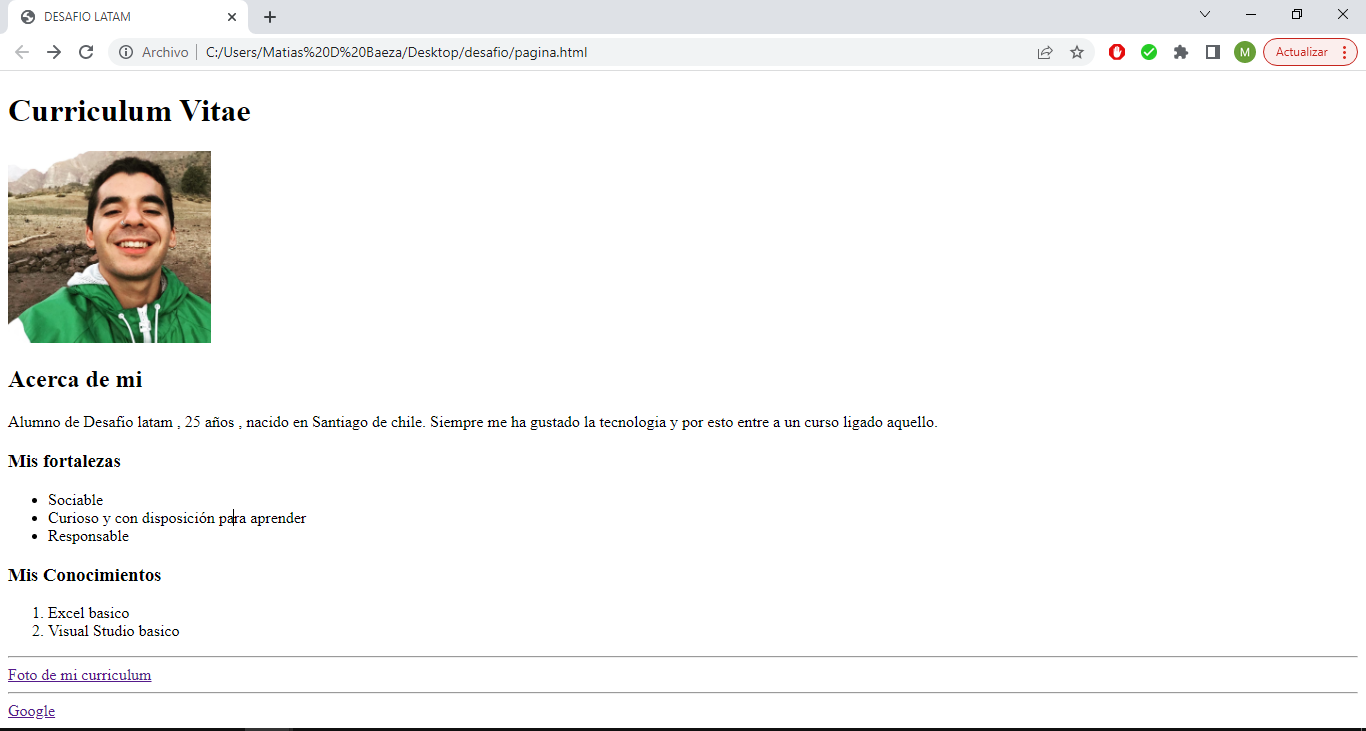 DESAFIO LATAM
Archivo
C:/Users/Matias%20D%20Baeza/Desktop/desafio/pagina.html
M
Actualizar
Curriculum Vitae
Acerca de mi
Alumno de Desafio latam , 25 años , nacido en Santiago de chile. Siempre me ha gustado la tecnologia y por esto entre a un curso ligado aquello.
Mis fortalezas
Sociable
Curioso y con disposición para aprender
Responsable
Mis Conocimientos
1. Excel basico
2. Visual Studio basico
Foto de mi curriculum
Google